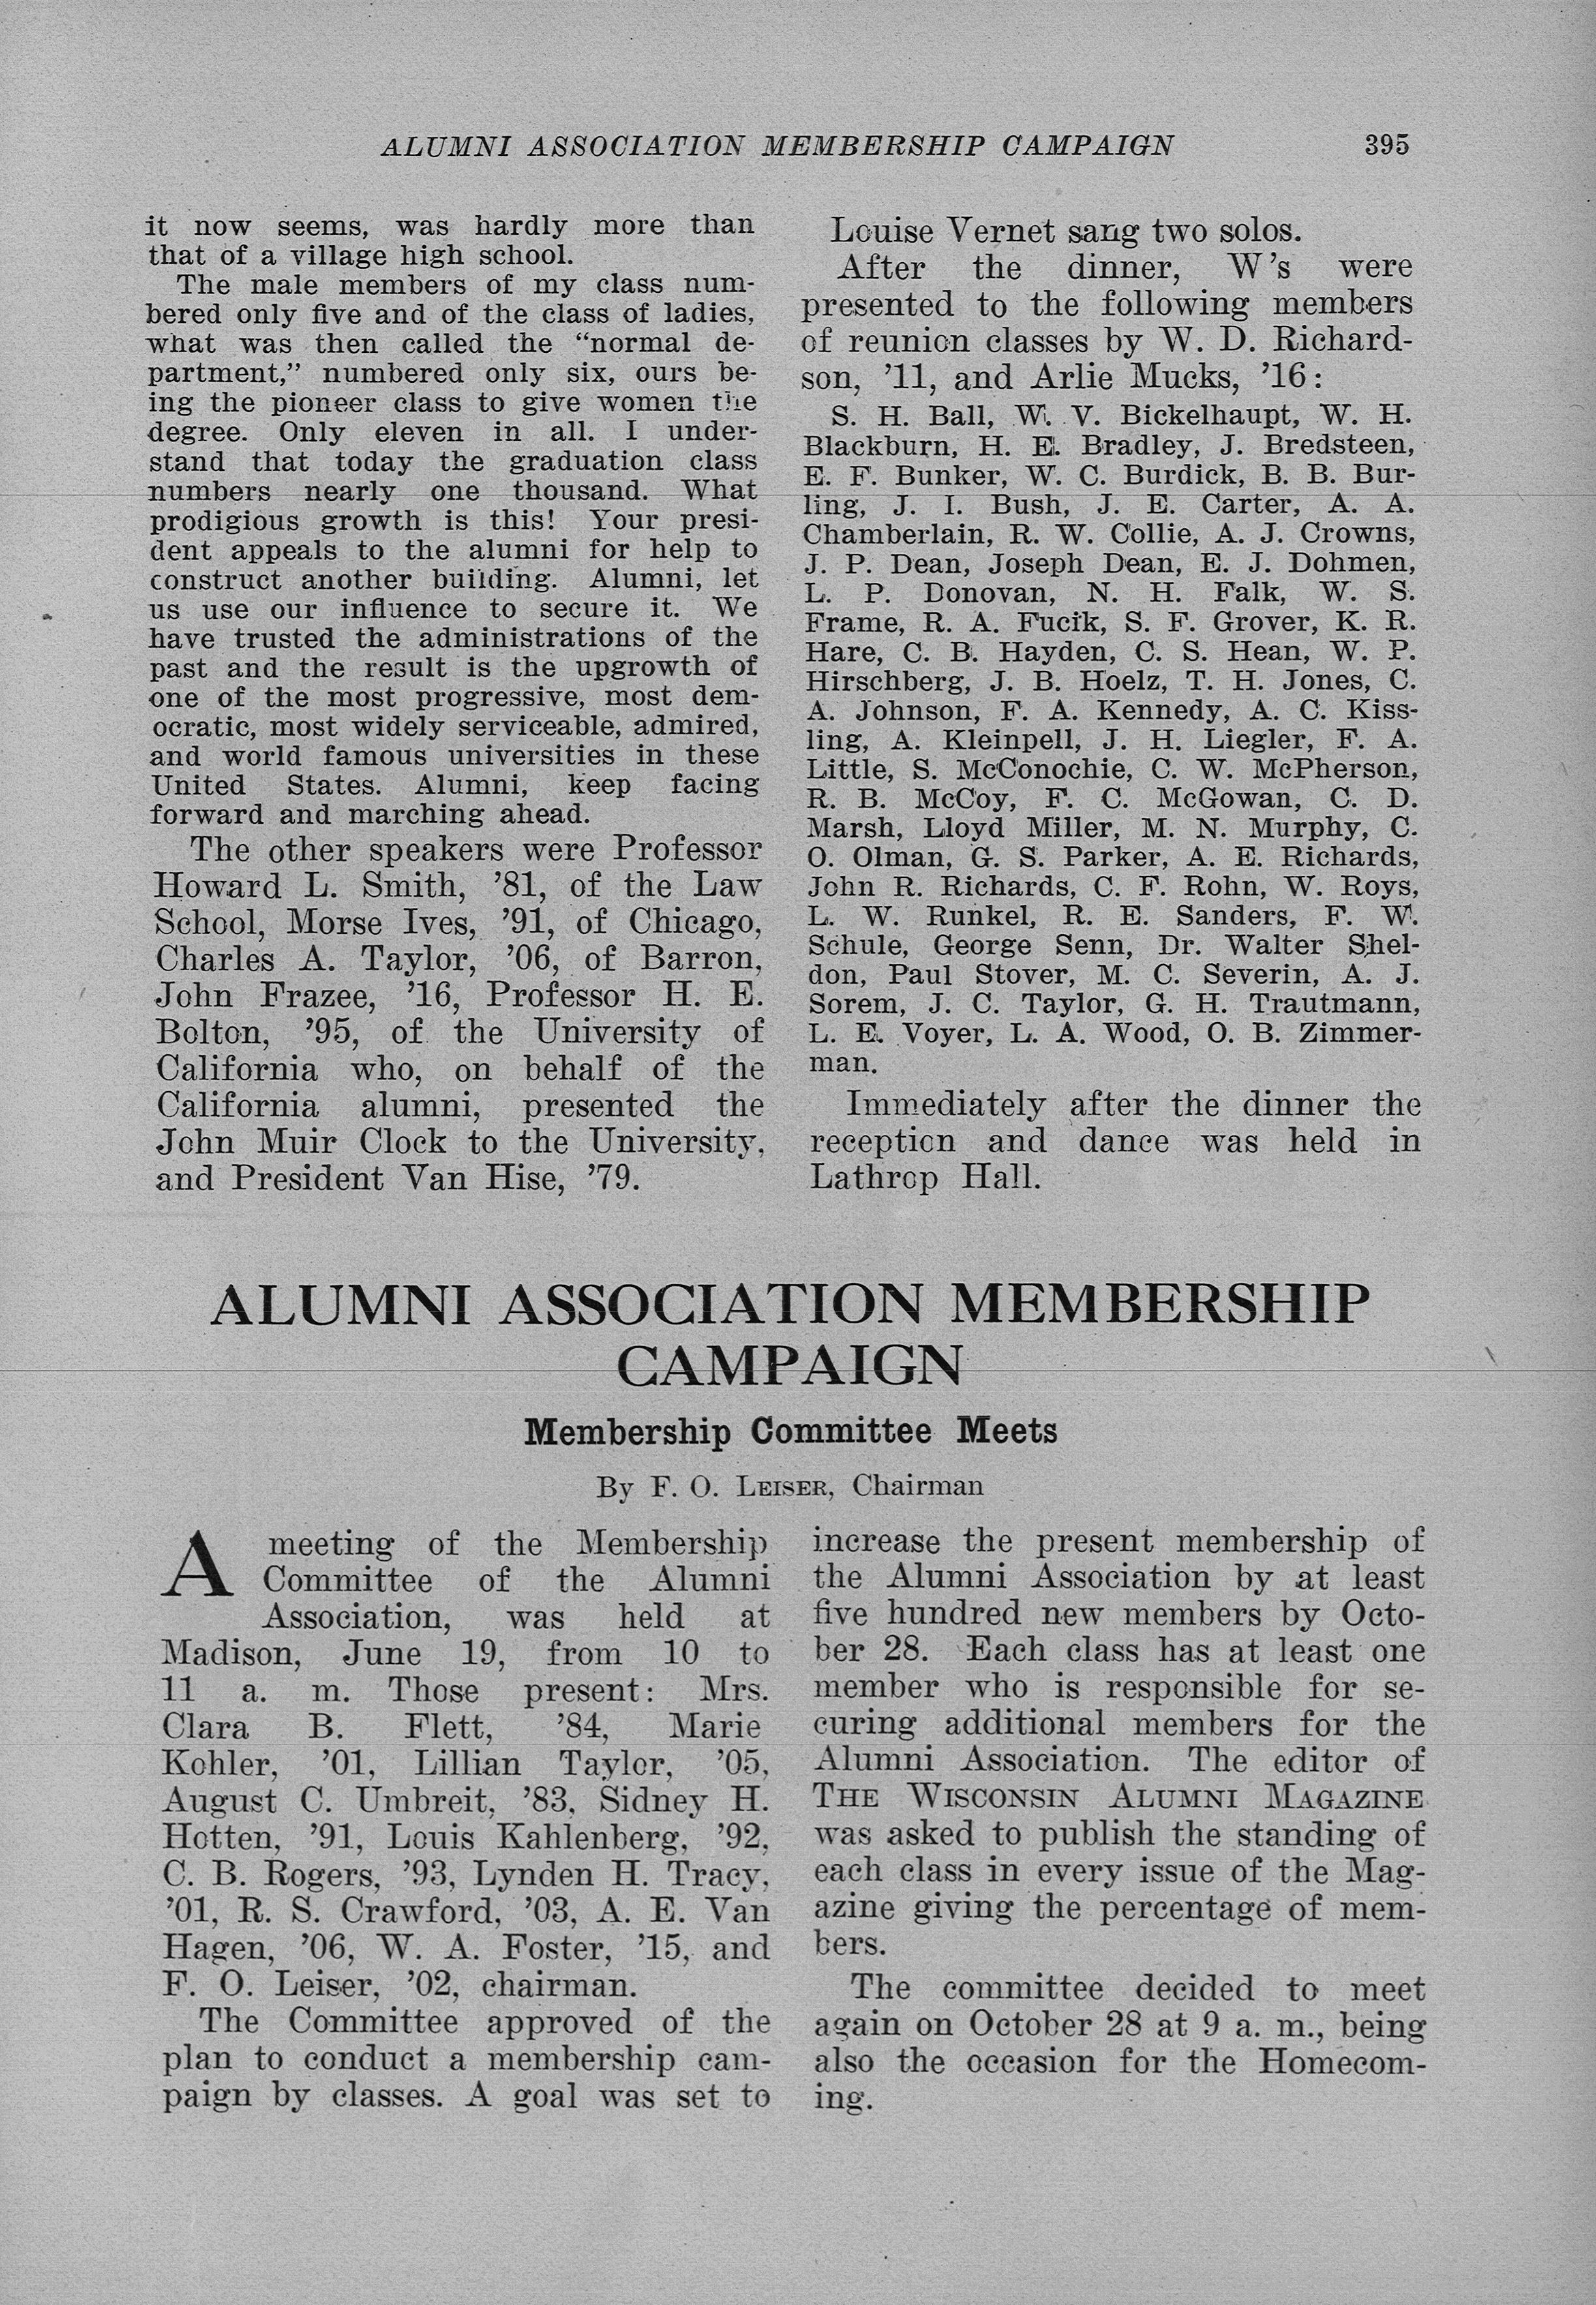 ALUMNI ASSOCIATION MEMBERSHIP CAMPAIGN 395
it now seems, was hardly more than
that of a village high school.
The male members of my class num-
bered only five and of the class of ladies,
what was then called the “normal de-
partment,” numbered only six, ours be-
ing the pioneer class to give women the
degree. Only eleven in all. I under-
stand that today the graduation class
numbers nearly one thousand. What
prodigious growth is this! Your presi-
dent appeals to the alumni for help to
construct another building. Alumni, let
us use our influence to secure it. We
have trusted the administrations of the
past and the result is the upgrowth of
one of the most progressive, most dem-
ocratic, most widely serviceable, admired,
and world famous universities in these
United States. Alumni, keep facing
forward and marching ahead.
The other speakers were Professor
Howard L. Smith, ’81, of the Law
School, Morse Ives, ’91, of Chicago,
Charles A. Taylor, ’06, of Barron,
John Frazee, ’16, Professor H. E.
Bolton, ’95, of the University of
California who, on behalf of the
California alumni, presented the
John Muir Clock to the University,
and President Van Hise, ’79.
Louise Vernet sang two solos.
After the dinner, W’s were
presented to the following members
of reunion classes by W. D. Richard-
son, ’11, and Arlie Mucks, ’16:
S. H. Ball, W. V. Bickelhaupt, W. H.
Blackburn, H. E. Bradley, J. Bredsteen,
E. F. Bunker, W. C. Burdick, B. B. Bur-
ling, J. I. Bush, J. E. Carter, A. A.
Chamberlain, R. W. Collie, A. J. Crowns,
J. P. Dean, Joseph Dean, E. J. Dohmen,
L. P. Donovan, N. H. Falk, W. S.
Frame, R. A. Fucik, S. F. Grover, K. R.
Hare, C. B. Hayden, C. S. Hean, W. P.
Hirschberg, J. B. Hoelz, T. H. Jones, C.
A. Johnson, F. A. Kennedy, A. C. Kiss-
ling, A. Kleinpell, J. H. Liegler, F. A.
Little, S. McConochie, C. W. McPherson,
R. B. McCoy, F. C. McGowan, C. D.
Marsh, Lloyd Miller, M. N. Murphy, C.
O. Olman, G. S. Parker, A. E. Richards,
John R. Richards, C. F. Rohn, W. Roys,
L. W. Runkel, R. E. Sanders, F. W.
Schule, George Senn, Dr. Walter Shel-
don, Paul Stover, M. C. Severin, A. J.
Sorem, J. C. Taylor, G. H. Trautmann,
L. E. Voyer, L. A. Wood, O. B. Zimmer-
man.
Immediately after the dinner the
reception and dance was held in
Lathrop Hall.
ALUMNI ASSOCIATION MEMBERSHIP
CAMPAIGN
Membership Committee Meets
By F. O. LEISER, Chairman
A meeting of the Membership
Committee of the Alumni
Association, was held at
Madison, June 19, from 10 to
11 a. m. Those present: Mrs.
Clara B. Flett, ’84, Marie
Kohler, ’01, Lillian Taylor, ’05,
August C. Umbreit, ’83, Sidney H.
Hotten, ’91, Louis Kahlenberg, ’92,
C. B. Rogers, ’93, Lynden H. Tracy,
’01, R. S. Crawford, ’03, A. E. Van
Hagen, ’06, W. A. Foster, ’15, and
F. O. Leiser, ’02, chairman.
The Committee approved of the
plan to conduct a membership cam-
paign by classes. A goal was set to
increase the present membership of
the Alumni Association by at least
five hundred new members by Octo-
ber 28. Each class has at least one
member who is responsible for se-
curing additional members for the
Alumni Association. The editor of
THE WISCONSIN ALUMNI MAGAZINE
was asked to publish the standing of
each class in every issue of the Mag-
azine giving the percentage of mem-
bers.
The committee decided to meet
again on October 28 at 9 a. m., being
also the occasion for the Homecom-
ing.